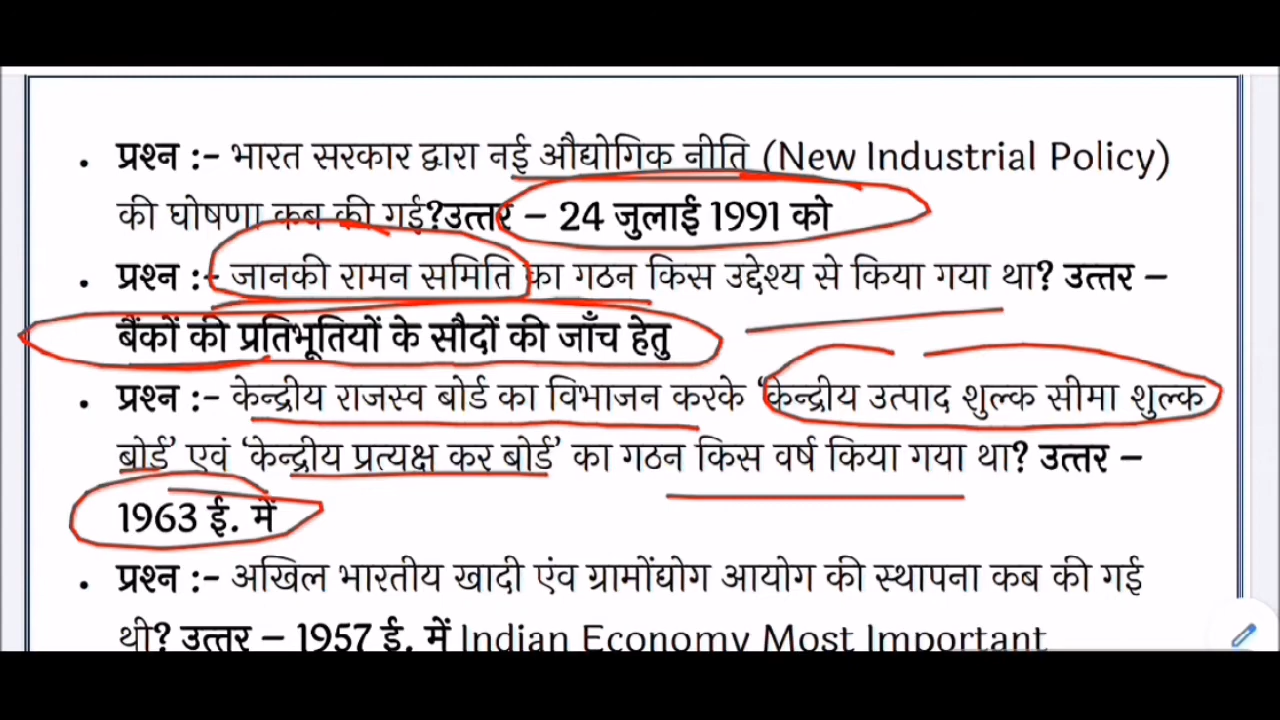 • प्रश्न :- भारत सरकार द्वारा नई औद्योगिक नीति (New Industrial Policy)
की घोषणा कब की गई?उत्तर – 24 जुलाई 1991 को
• प्रश्न :- जानकी रामन समिति का गठन किस उद्देश्य से किया गया था? उत्तर –
बैंकों की प्रतिभूतियों के सौदों की जाँच हेतु
• प्रश्न :- केन्द्रीय राजस्व बोर्ड का विभाजन करके ‘केन्द्रीय उत्पाद शुल्क सीमा शुल्क
बोर्ड’ एवं ‘केन्द्रीय प्रत्यक्ष कर बोर्ड’ का गठन किस वर्ष किया गया था? उत्तर –
1963 ई. में
• प्रश्न :- अखिल भारतीय खादी एंव ग्रामोंद्योग आयोग की स्थापना कब की गई
थी? उत्तर – 1957 ई. में Indian Economy Most Important